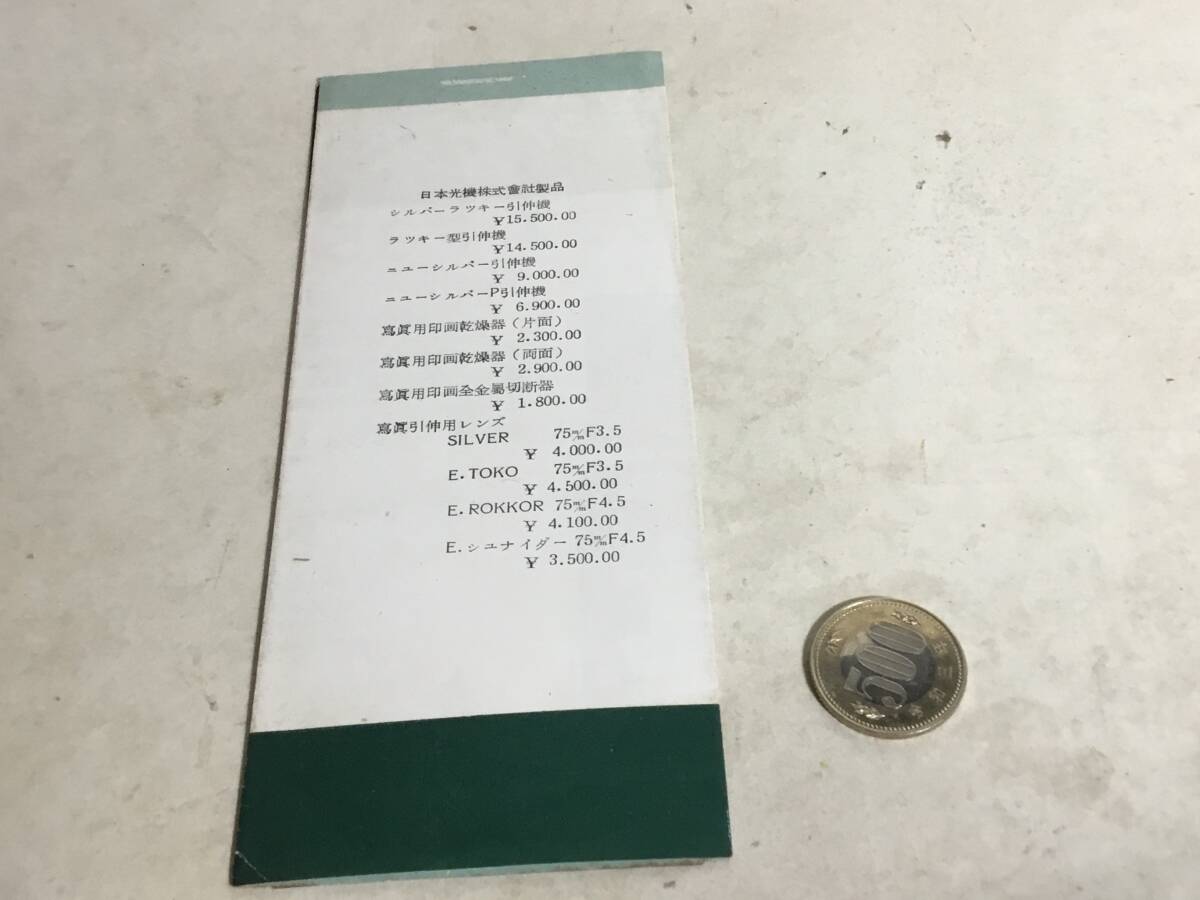 日本光機株式會社製品
シルバーラツキー引伸機
¥15.500.00
ラツキー型引伸機
¥14.500.00
ニユーシルバー引伸機
¥ 9.000.00
ニユーシルバーP引伸機
¥ 6.900.00
寫眞用印画乾燥器(片面)
¥ 2.300.00
寫眞用印画乾燥器(両面)
¥ 2.900.00
寫眞用印画全金屬切断器
¥ 1.800.00
寫眞引伸用レンズ
SILVER 75m/mF3.5
¥ 4.000.00
E.TOKO 75m/mF3.5
¥ 4.500.00
E.ROKKOR 75m/mF4.5
¥ 4.100.00
E.シユナイダー 75m/mF4.5
¥ 3.500.00
500